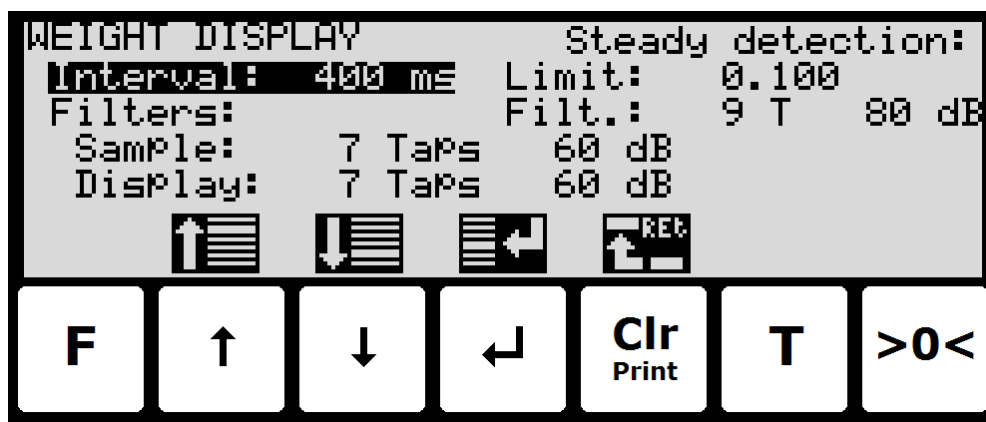 WEIGHT DISPLAY Steady detection:
Interval: 400 ms Limit: 0.100
Filters: Filt.: 9 T 80 dB
Sample: 7 Taps 60 dB
Display: 7 Taps 60 dB
REt
F ↑ ↓ ↵ Clr T >0<
Print